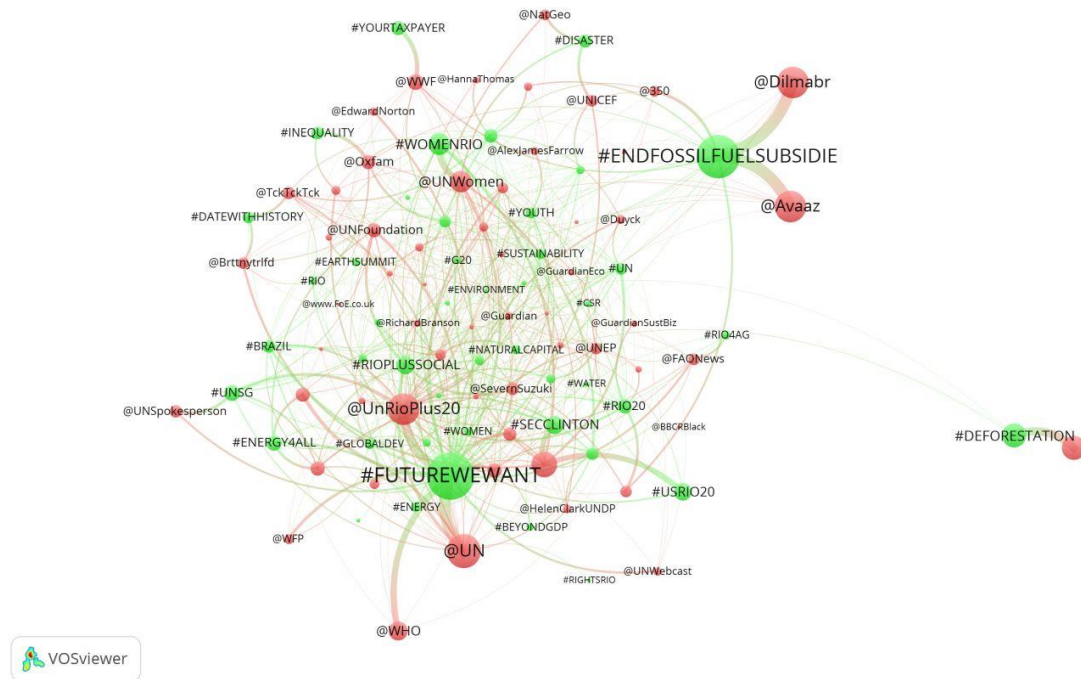 @NatGeo
#YOURTAXPAYER
#DISASTER
@WWF
@HannaThomas
@Dilmabr
@350
@UNICEF
@EdwardNorton
#INEQUALITY
#WOMENRIO
@AlexJamesFarrow
#ENDFOSSILFUELSUBSIDIE
@Oxfam
@UNWomen
@TckTckTck
@Avaaz
#DATEWITHHISTORY
#YOUTH
@Duyck
@UNFoundation
#SUSTAINABILITY
@Brttnytrlfd
#EARTHSUMMIT
#G20
@GuardianEco
#UN
#RIO
#ENVIRONMENT
@www.FoE.co.uk
#CSR
@RichardBranson
@Guardian
@GuardianSustBiz
#RIO4AG
#BRAZIL
#RIOPLUSSOCIAL
#NATURALCAPITAL
@UNEP
@FAONews
#UNSG
@SevernSuzuki
#WATER
@UNSpokesperson
@UnRioPlus20
#RIO20
#SECCLINTON
@BBCRBlack
#WOMEN
#DEFORESTATION
#ENERGY4ALL
#GLOBALDEV
#FUTUREWEWANT
#USRIO20
#ENERGY
@HelenClarkUNDP
#BEYONDGDP
@WFP
@UN
@UNWebcast
#RIGHTSRIO
@WHO
VOSviewer